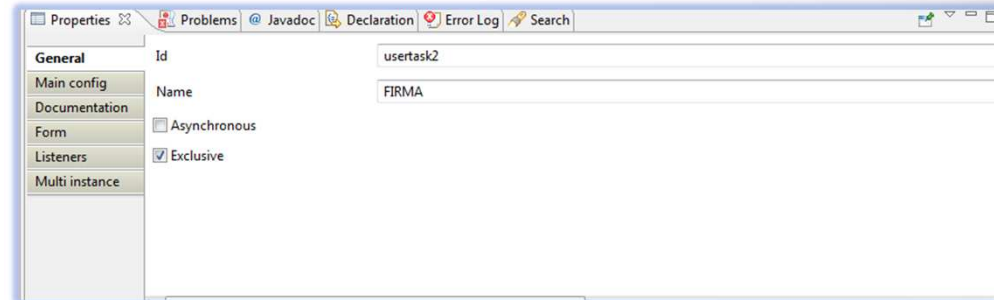 Properties Problems @ Javadoc Declaration Error Log Search
General
Id usertask2
Main config
Name FIRMA
Documentation
Asynchronous
Form
Exclusive
Listeners
Multi instance